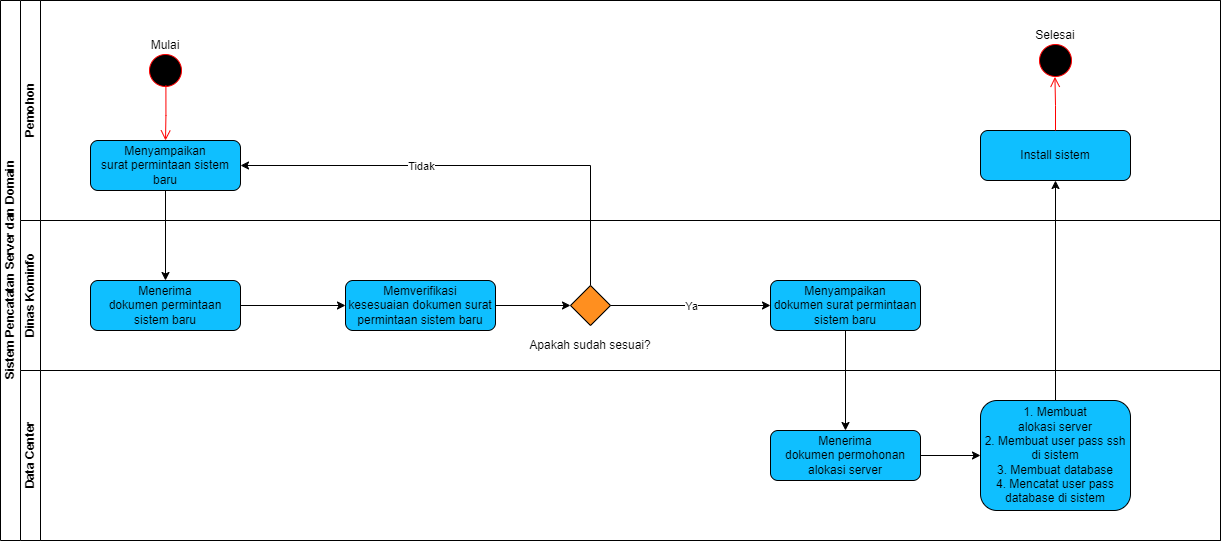 Sistem Pencatatan Server dan Domain
Pemohon
Mulai
Selesai
Menyampaikan
surat permintaan sistem
baru
Tidak
Install sistem
Dinas Kominfo
Menerima
dokumen permintaan
sistem baru
Memverifikasi
kesesuaian dokumen surat
permintaan sistem baru
Apakah sudah sesuai?
Ya
Menyampaikan
dokumen surat permintaan
sistem baru
Data Center
Menerima
dokumen permohonan
alokasi server
1. Membuat
alokasi server
2. Membuat user pass ssh
di sistem
3. Membuat database
4. Mencatat user pass
database di sistem